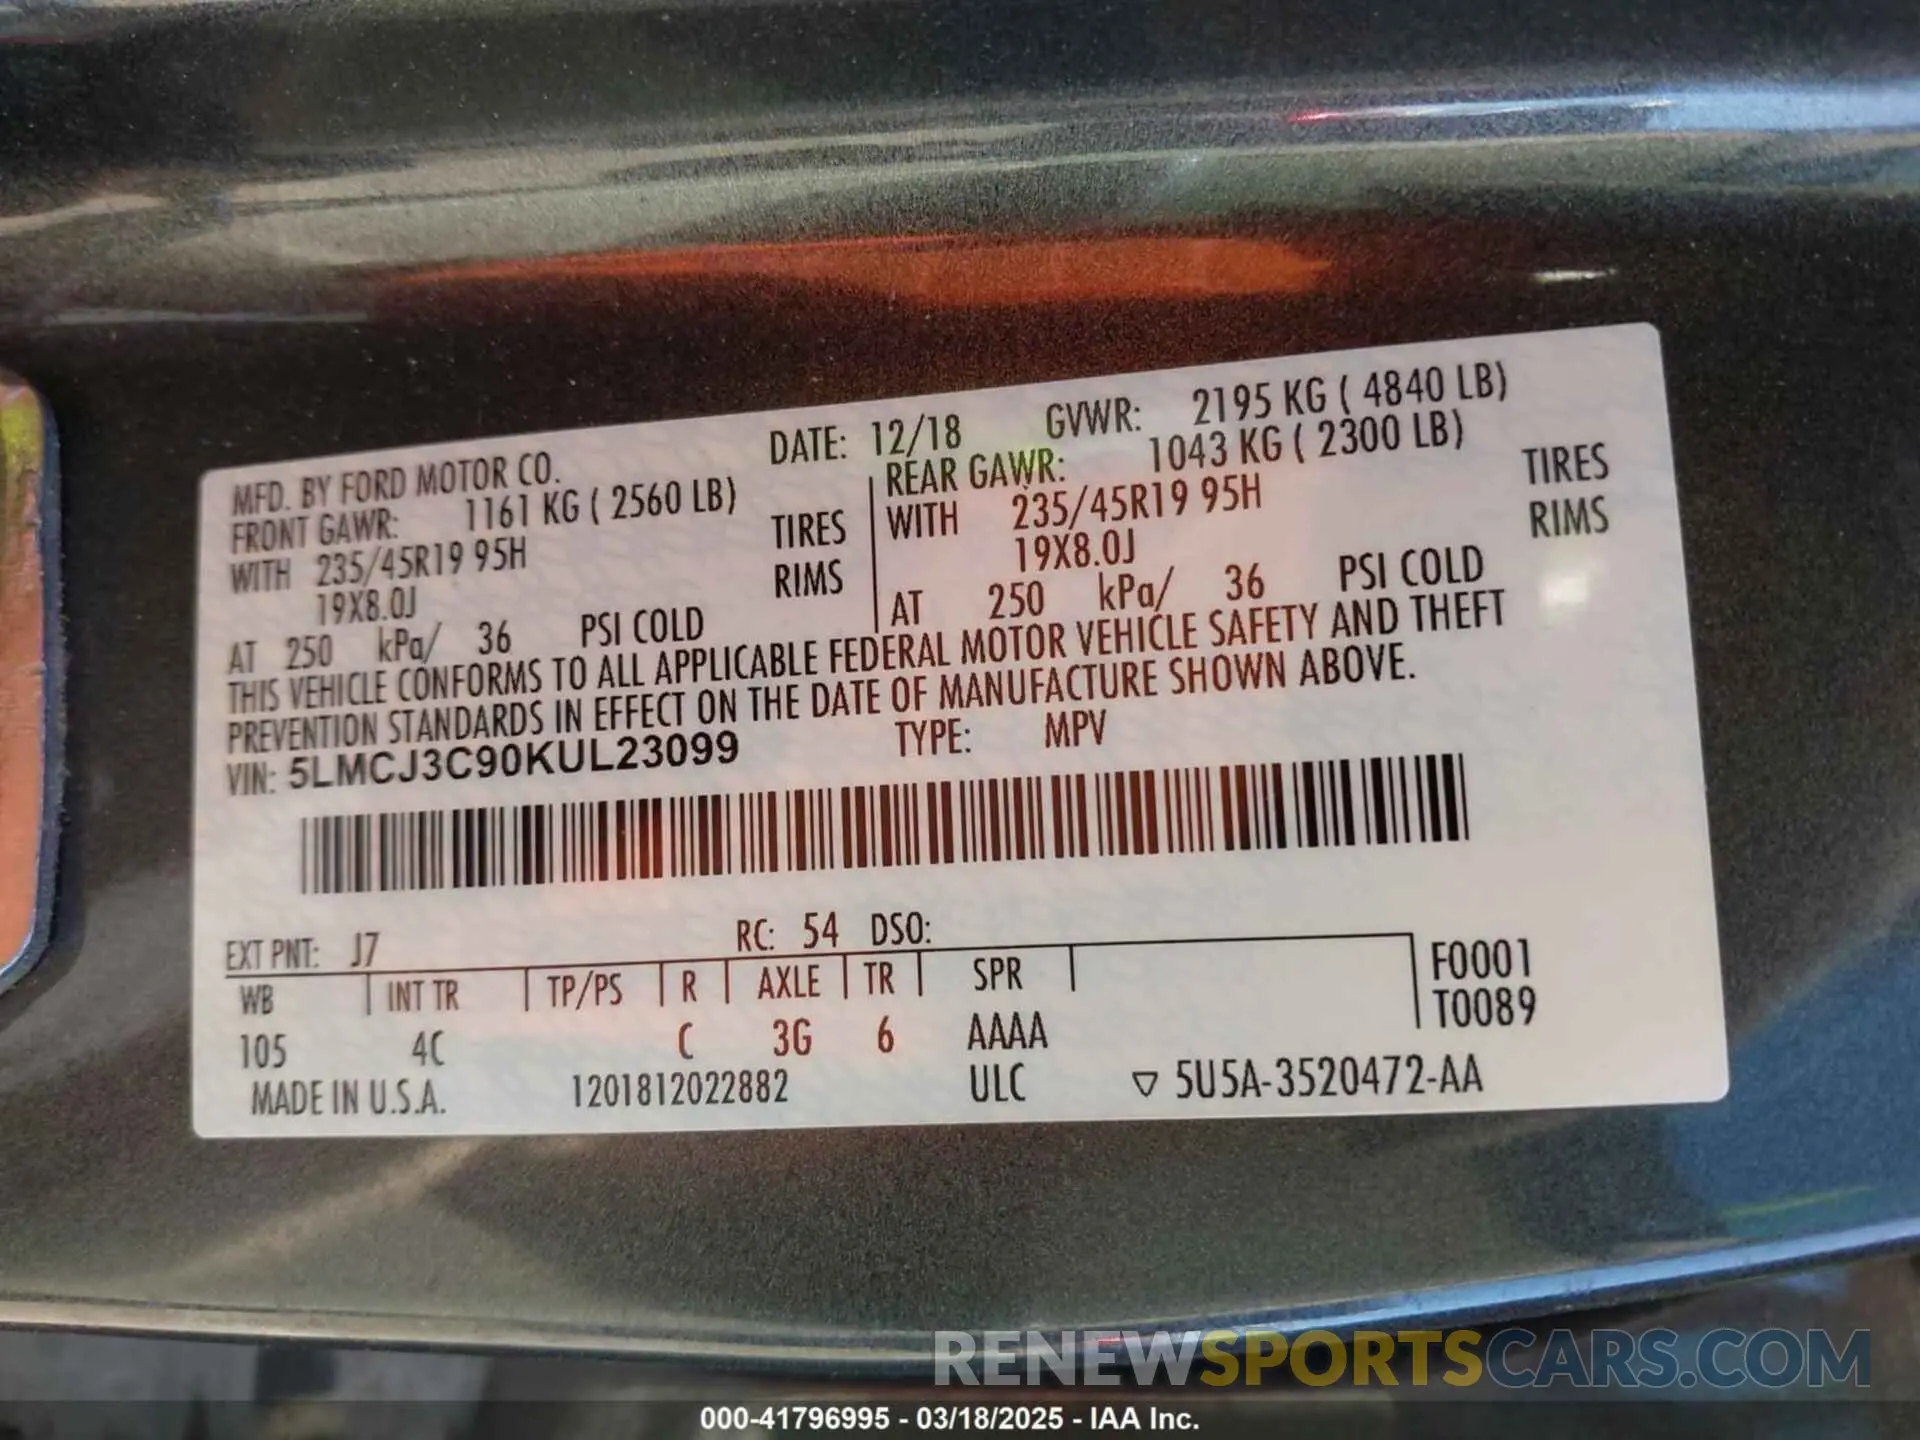 MFD. BY FORD MOTOR CO. DATE: 12/18 GVWR: 2195 KG ( 4840 LB)
FRONT GAWR: 1161 KG ( 2560 LB) REAR GAWR: 1043 KG ( 2300 LB)
WITH 235/45R19 95H TIRES WITH 235/45R19 95H TIRES
19X8.0J RIMS 19X8.0J RIMS
AT 250 kPa/ 36 PSI COLD AT 250 kPa/ 36 PSI COLD
THIS VEHICLE CONFORMS TO ALL APPLICABLE FEDERAL MOTOR VEHICLE SAFETY AND THEFT
PREVENTION STANDARDS IN EFFECT ON THE DATE OF MANUFACTURE SHOWN ABOVE.
VIN: 5LMCJ3C90KUL23099 TYPE: MPV
EXT PNT: J7 RC: 54 DSO:
WB INT TR TP/PS R AXLE TR SPR F0001
T0089
105 4C C 3G 6 AAAA
MADE IN U.S.A. 1201812022882 ULC ▽ 5U5A-3520472-AA
RENEWSPORTSCARS.COM
000-41796995 - 03/18/2025 - IAA Inc.